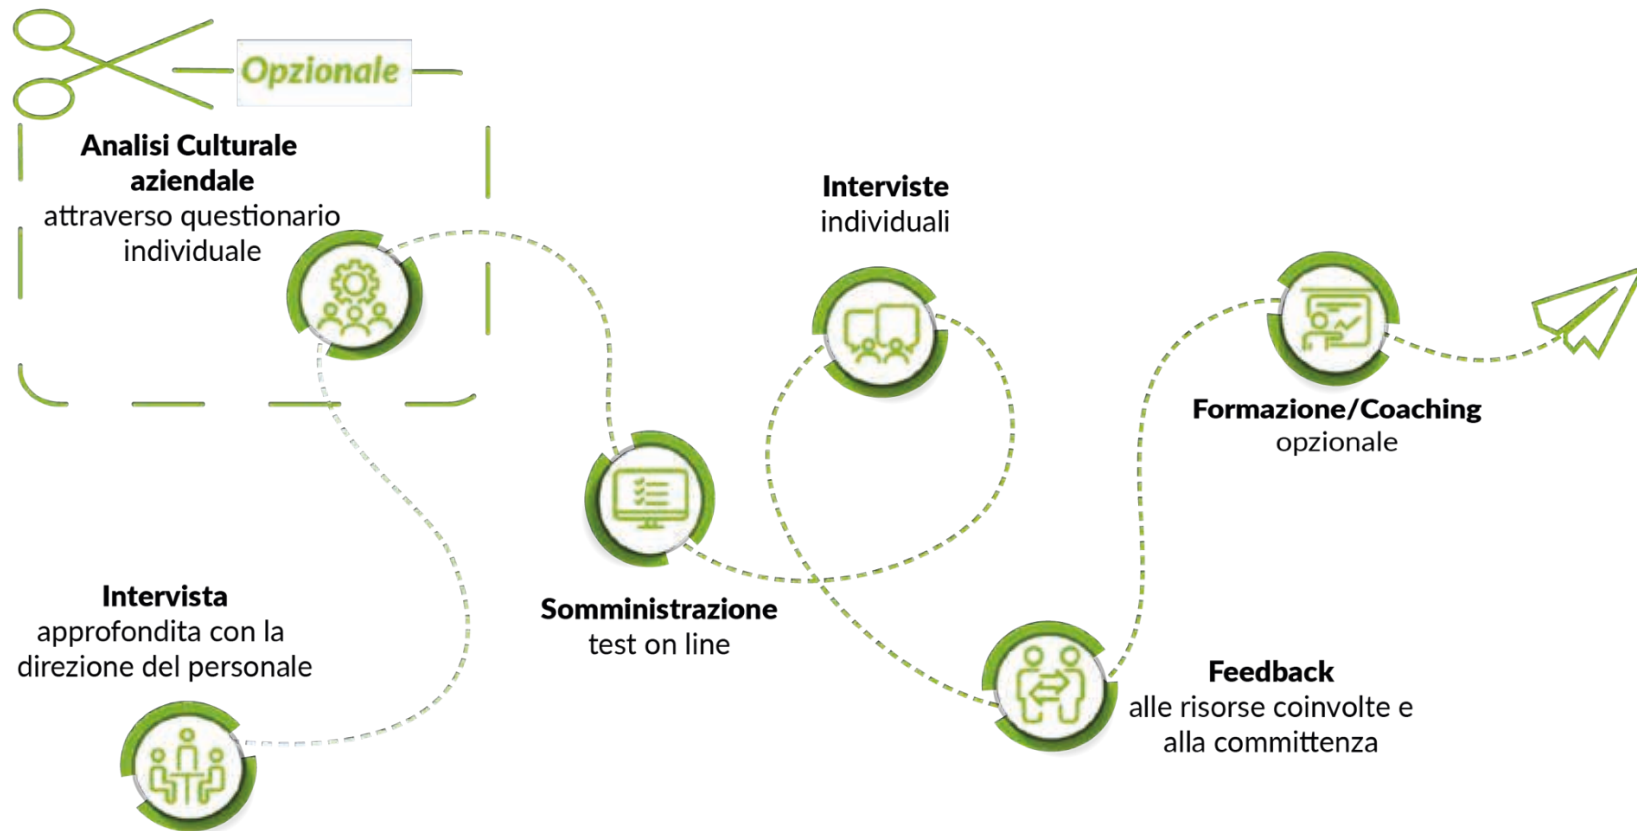 Opzionale
Analisi Culturale
aziendale
attraverso questionario
individuale
Intervista
approfondita con la
direzione del personale
Somministrazione
test on line
Interviste
individuali
Feedback
alle risorse coinvolte e
alla committenza
Formazione/Coaching
opzionale